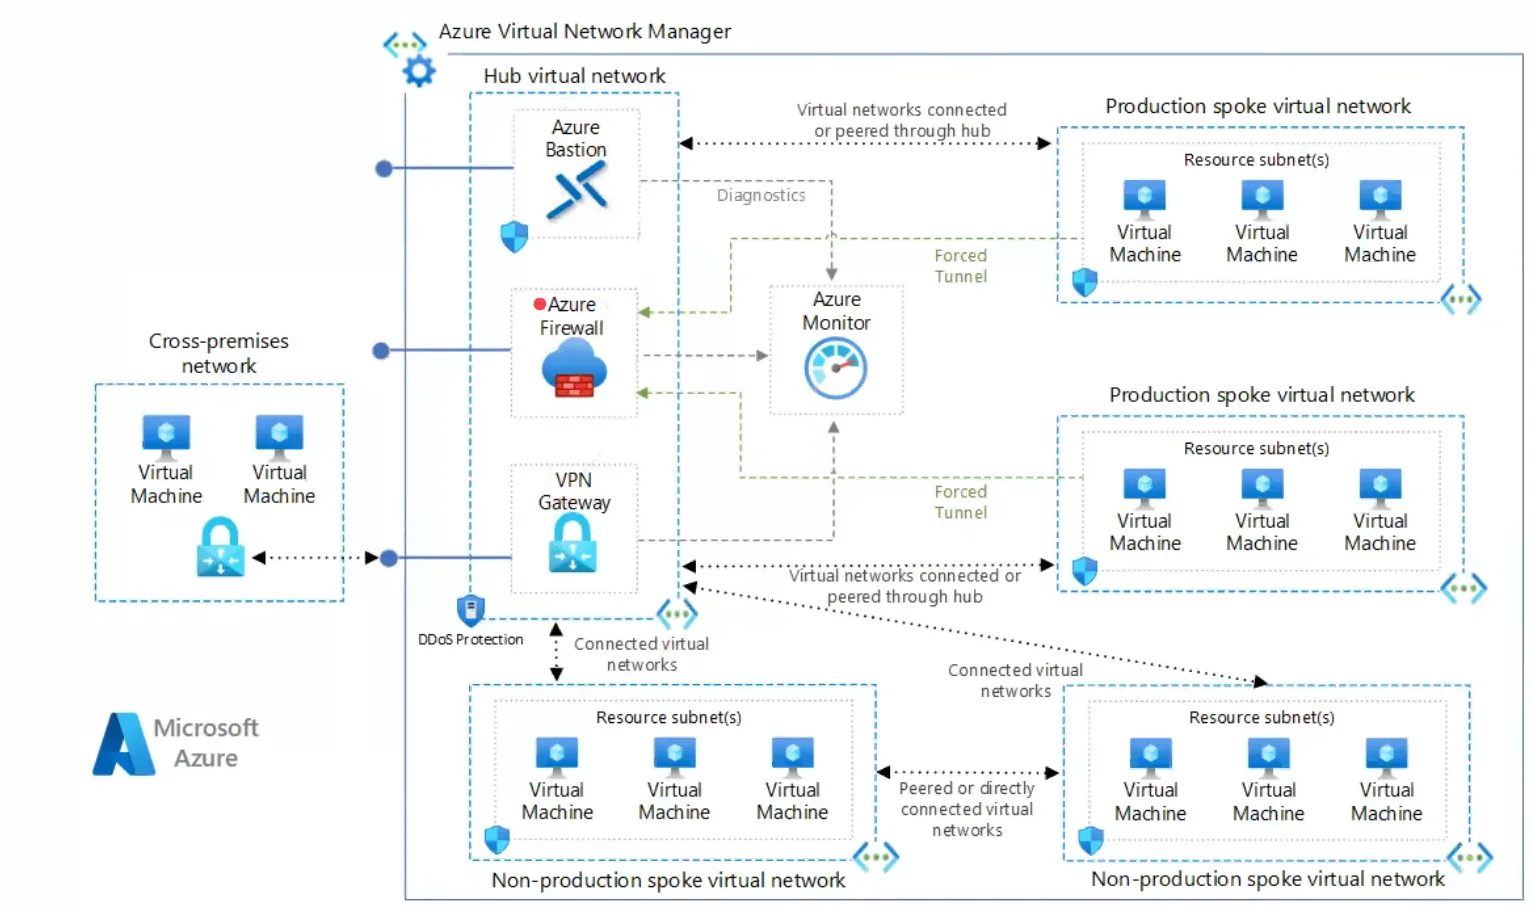 Azure Virtual Network Manager
Hub virtual network
Azure
Bastion
Virtual networks connected
or peered through hub
Production spoke virtual network
Resource subnet(s)
Virtual
Machine
Virtual
Machine
Virtual
Machine
Diagnostics
Forced
Tunnel
Azure
Firewall
Azure
Monitor
Cross-premises
network
Virtual
Machine
Virtual
Machine
Production spoke virtual network
Resource subnet(s)
Virtual
Machine
Virtual
Machine
Virtual
Machine
Forced
Tunnel
VPN
Gateway
Virtual networks connected or
peered through hub
DDoS Protection
Connected virtual
networks
Connected virtual
networks
Microsoft
Azure
Resource subnet(s)
Virtual
Machine
Virtual
Machine
Virtual
Machine
Non-production spoke virtual network
Peered or directly
connected virtual
networks
Resource subnet(s)
Virtual
Machine
Virtual
Machine
Virtual
Machine
Non-production spoke virtual network